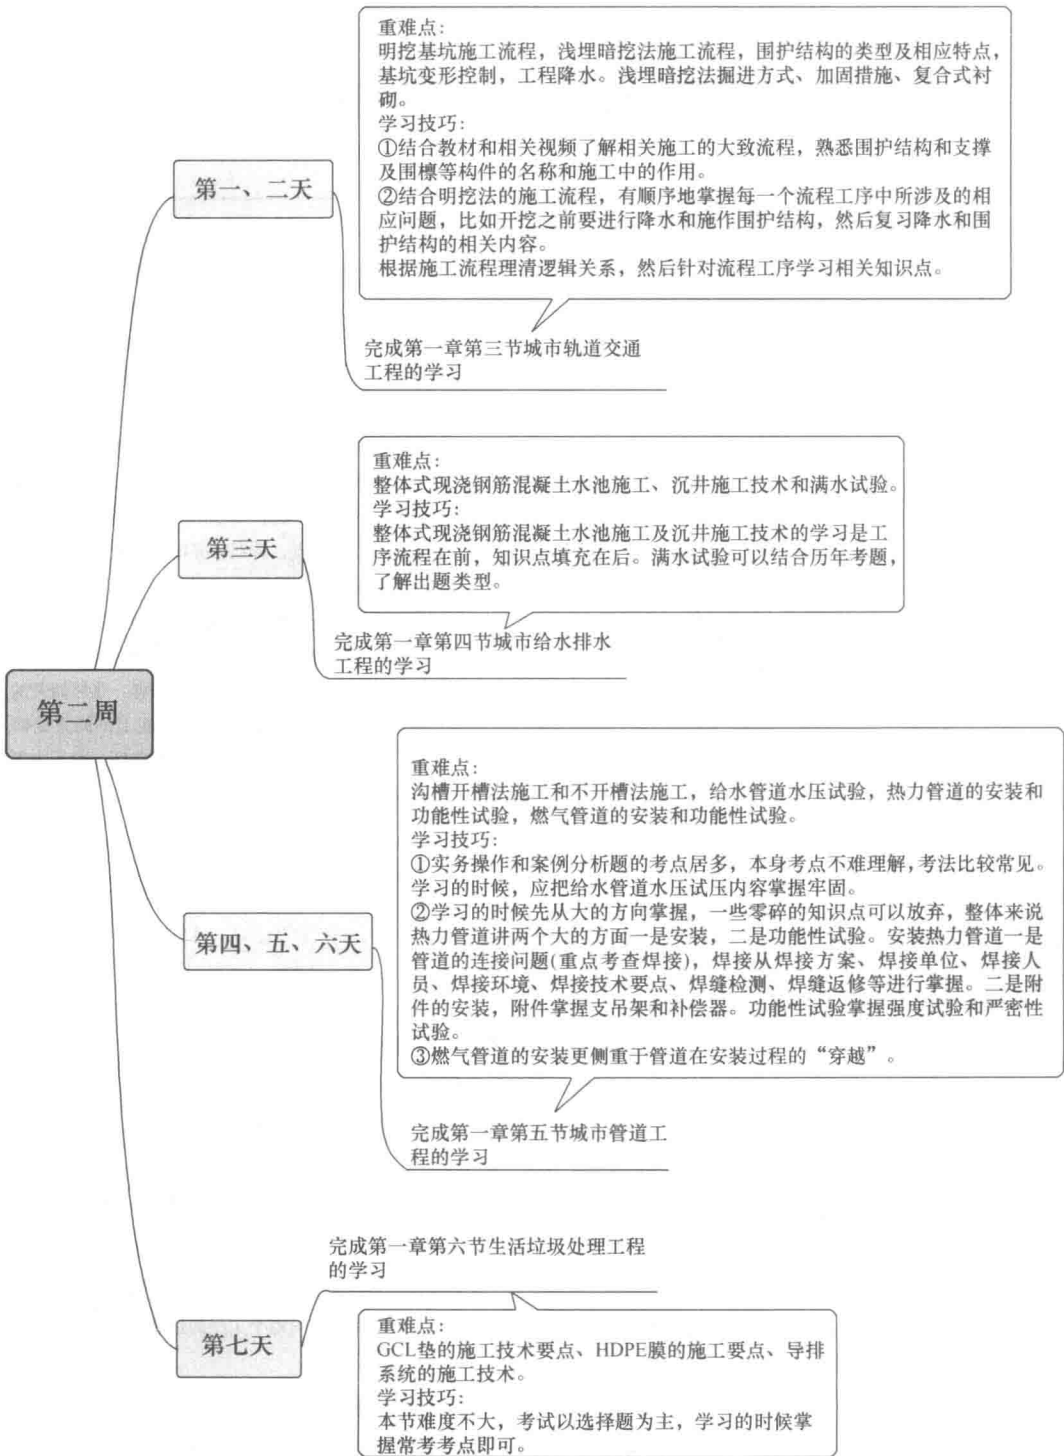 重难点：
明挖基坑施工流程，浅埋暗挖法施工流程，围护结构的类型及相应特点，
基坑变形控制，工程降水。浅埋暗挖法掘进方式、加固措施、复合式衬
砌。
学习技巧：
①结合教材和相关视频了解相关施工的大致流程，熟悉围护结构和支撑
及围檩等构件的名称和施工中的作用。
②结合明挖法的施工流程，有顺序地掌握每一个流程工序中所涉及的相
应问题，比如开挖之前要进行降水和施作围护结构，然后复习降水和围
护结构的相关内容。
根据施工流程理清逻辑关系，然后针对流程工序学习相关知识点。
第一、二天
完成第一章第三节城市轨道交通
工程的学习
重难点：
整体式现浇钢筋混凝土水池施工、沉井施工技术和满水试验。
学习技巧：
整体式现浇钢筋混凝土水池施工及沉井施工技术的学习是工
序流程在前，知识点填充在后。满水试验可以结合历年考题，
了解出题类型。
第三天
完成第一章第四节城市给水排水
工程的学习
第二周
重难点：
沟槽开槽法施工和不开槽法施工，给水管道水压试验，热力管道的安装和
功能性试验，燃气管道的安装和功能性试验。
学习技巧：
①实务操作和案例分析题的考点居多，本身考点不难理解，考法比较常见。
学习的时候，应把给水管道水压试压内容掌握牢固。
②学习的时候先从大的方向掌握，一些零碎的知识点可以放弃，整体来说
热力管道讲两个大的方面一是安装，二是功能性试验。安装热力管道一是
管道的连接问题(重点考查焊接)，焊接从焊接方案、焊接单位、焊接人
员、焊接环境、焊接技术要点、焊缝检测、焊缝返修等进行掌握。二是附
件的安装，附件掌握支吊架和补偿器。功能性试验掌握强度试验和严密性
试验。
③燃气管道的安装更侧重于管道在安装过程的“穿越”。
第四、五、六天
完成第一章第五节城市管道工
程的学习
完成第一章第六节生活垃圾处理工程
的学习
第七天
重难点：
GCL垫的施工技术要点、HDPE膜的施工要点、导排
系统的施工技术。
学习技巧：
本节难度不大，考试以选择题为主，学习的时候掌
握常考考点即可。